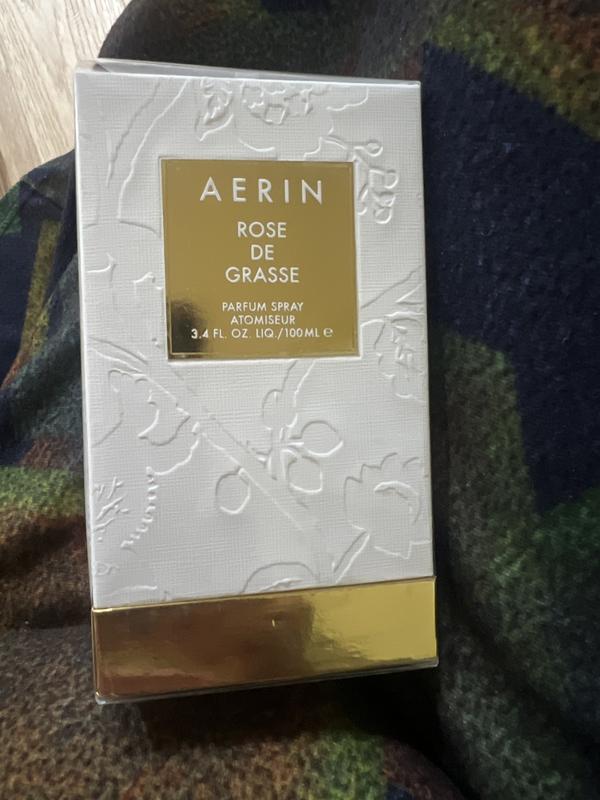 AERIN
ROSE
DE
GRASSE
PARFUM SPRAY
ATOMISEUR
3.4 FL. OZ. LIQ./100ML ℮